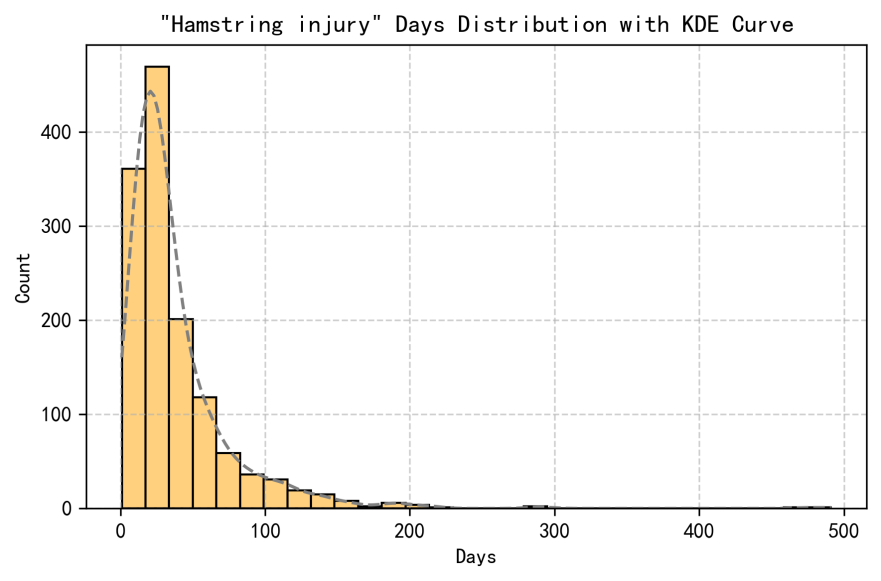 "Hamstring injury" Days Distribution with KDE Curve
Count
400
300
200
100
0
0 100 200 300 400 500
Days